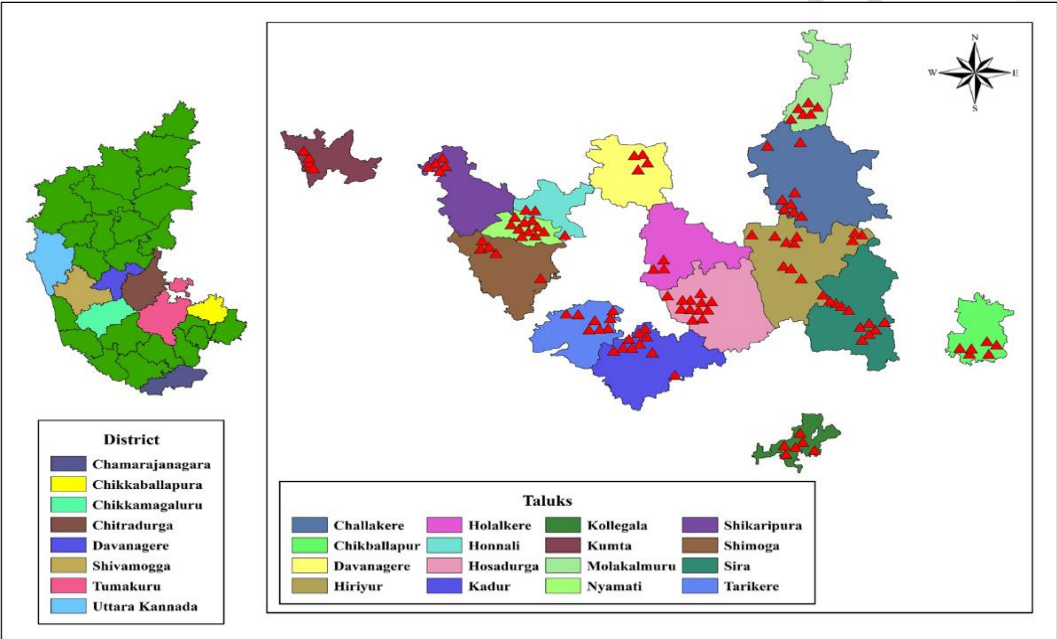 N
W E
S
District
Chamarajanagara
Chikkaballapura
Chikkamagaluru
Chitradurga
Davanagere
Shivamogga
Tumakuru
Uttara Kannada
Taluks
Challakere Holalkere Kollegala Shikaripura
Chikballapur Honnali Kumta Shimoga
Davanagere Hosadurga Molakalmuru Sira
Hiriyur Kadur Nyamati Tarikere